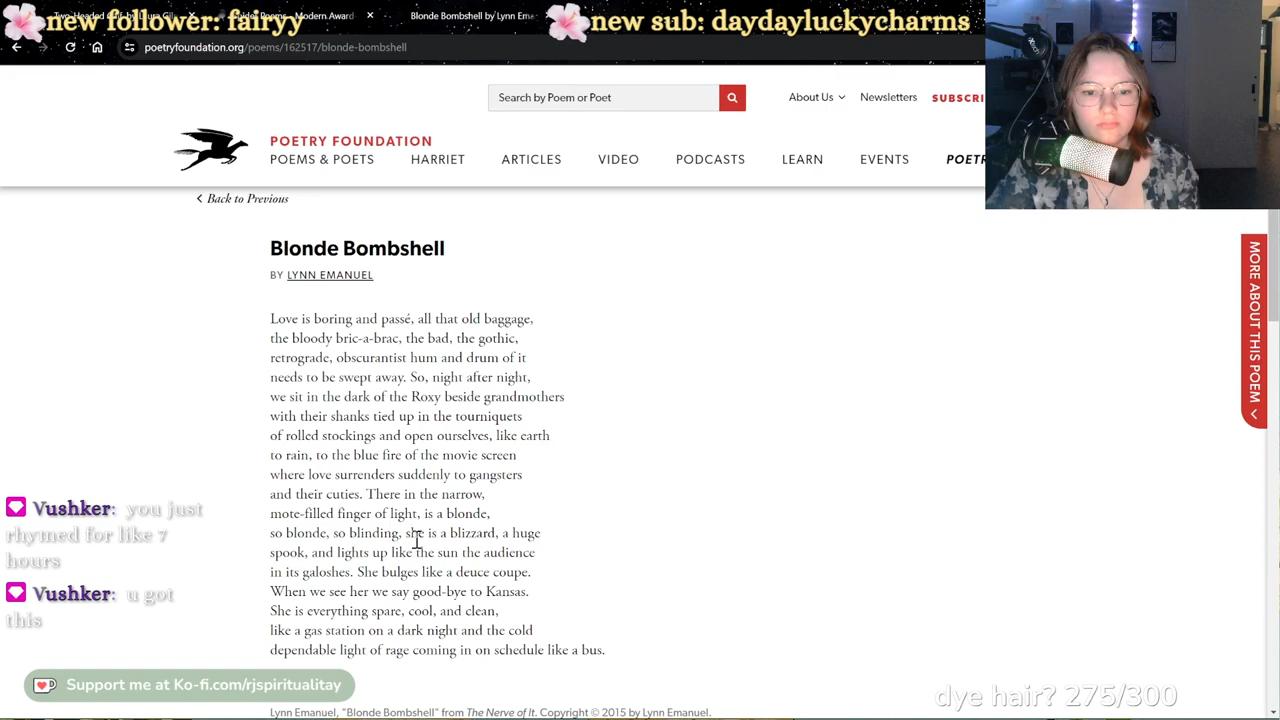 new follower: fairyy
new sub: daydayluckycharms
Modern Award
Blonde Bombshell by Lynn Ema
poetryfoundation.org/poems/162517/blonde-bombshell
Search by Poem or Poet
About Us
Newsletters
SUBSCRI
POETRY FOUNDATION
POEMS & POETS
HARRIET
ARTICLES
VIDEO
PODCASTS
LEARN
EVENTS
POET
Back to Previous
Blonde Bombshell
BY LYNN EMANUEL
Love is boring and passé, all that old baggage,
the bloody bric-a-brac, the bad, the gothic,
retrograde, obscurantist hum and drum of it
needs to be swept away. So, night after night,
we sit in the dark of the Roxy beside grandmothers
with their shanks tied up in the tourniquets
of rolled stockings and open ourselves, like earth
to rain, to the blue fire of the movie screen
where love surrenders suddenly to gangsters
and their cuties. There in the narrow,
mote-filled finger of light, is a blonde,
so blonde, so blinding, she is a blizzard, a huge
spook, and lights up like the sun the audience
in its galoshes. She bulges like a deuce coupe.
When we see her we say good-bye to Kansas.
She is everything spare, cool, and clean,
like a gas station on a dark night and the cold
dependable light of rage coming in on schedule like a bus.
Lynn Emanuel, "Blonde Bombshell" from The Nerve of It. Copyright © 2015 by Lynn Emanuel.
MORE ABOUT THIS POEM
Vushker: you just
rhymed for like 7
hours
Vushker: u got
this
Support me at Ko-fi.com/rjspiritualitay
dye hair? 275/300